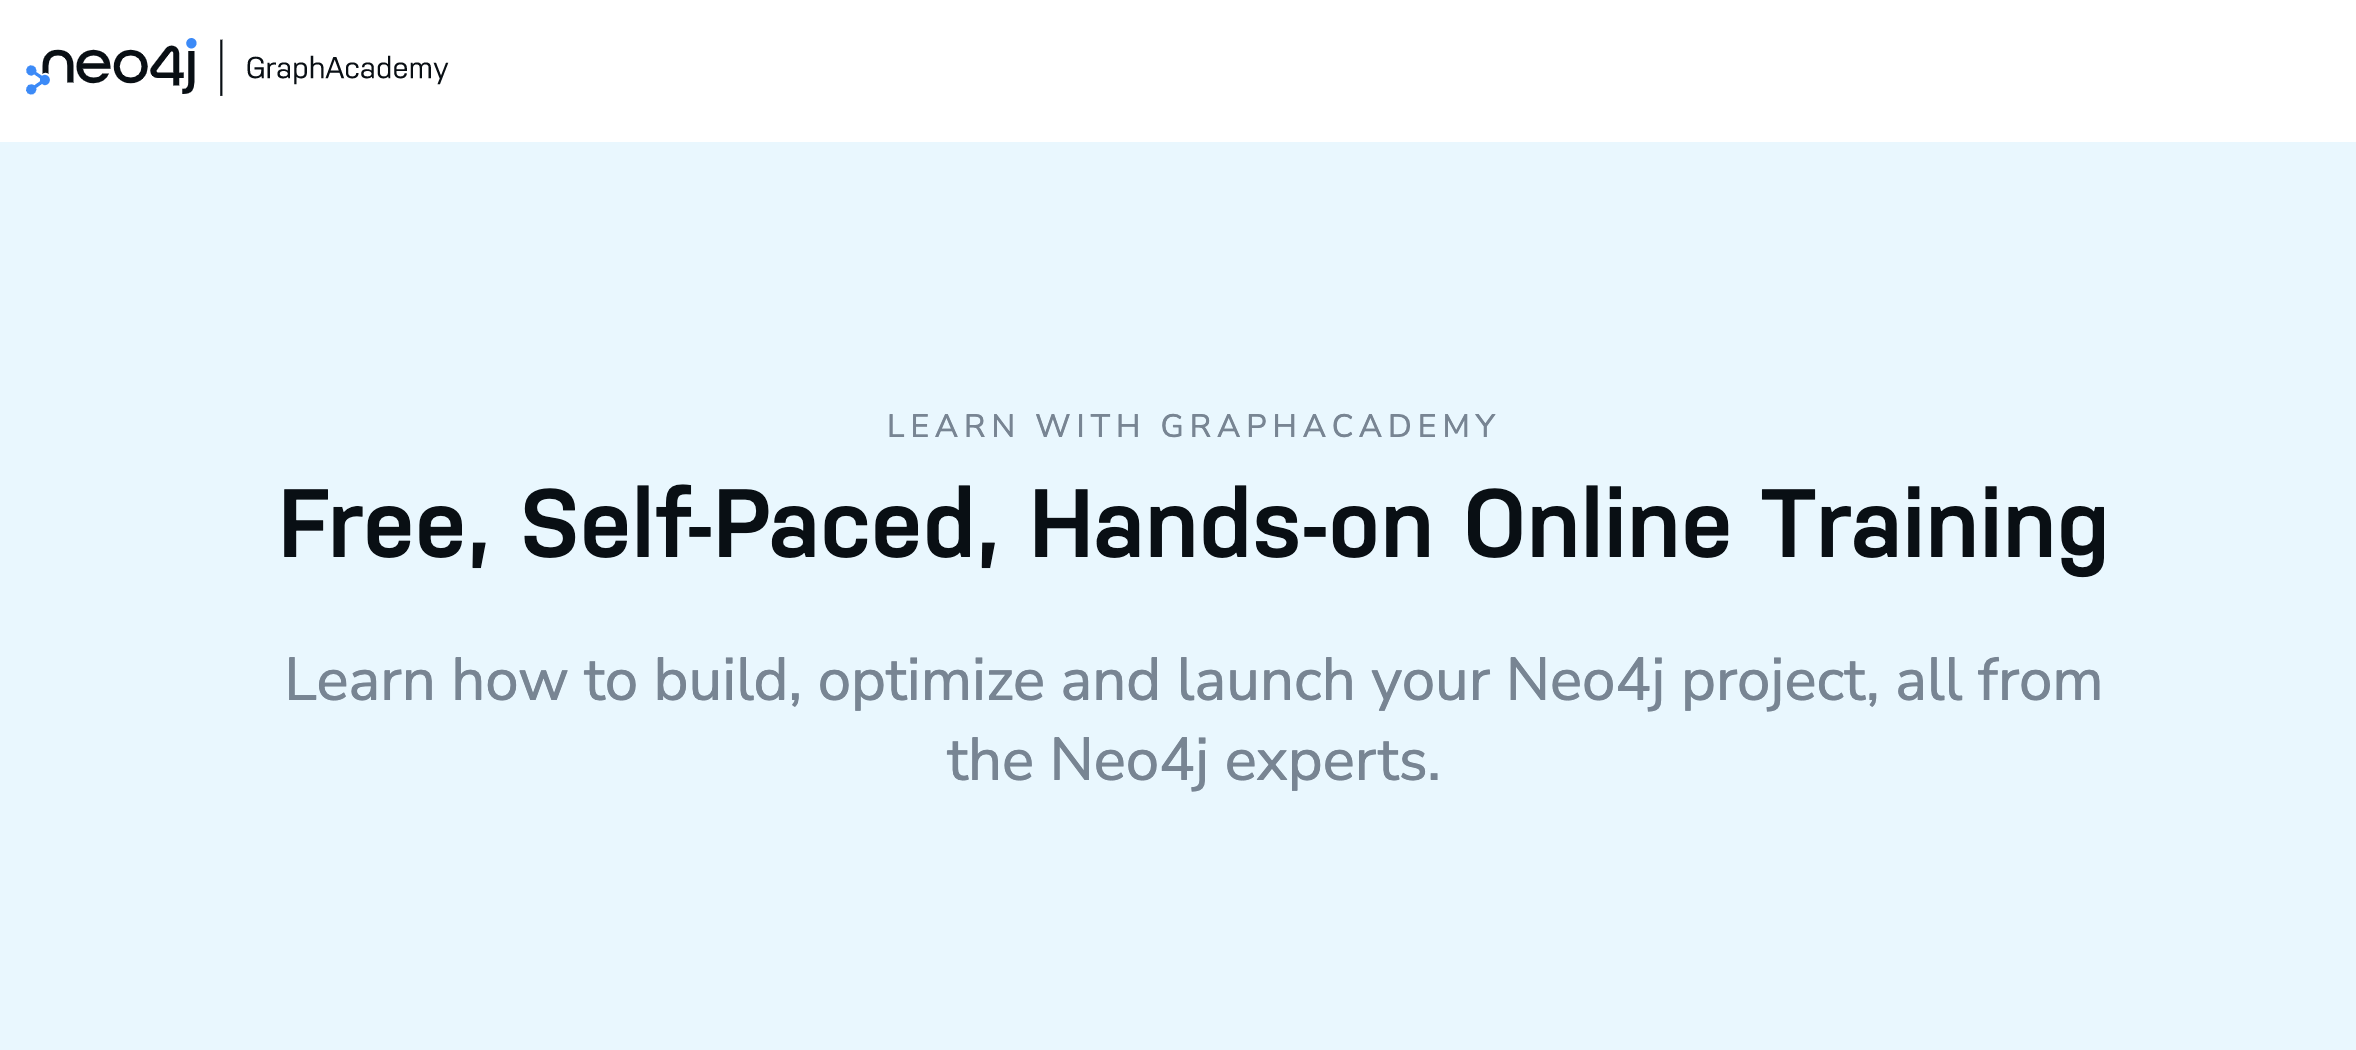 neo4j | GraphAcademy
LEARN WITH GRAPHACADEMY
Free, Self-Paced, Hands-on Online Training
Learn how to build, optimize and launch your Neo4j project, all from
the Neo4j experts.